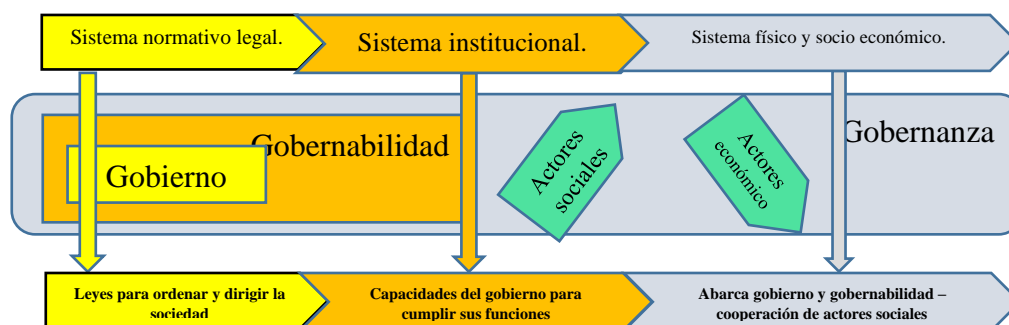 Sistema normativo legal.
Sistema institucional.
Sistema físico y socio económico.
Gobernabilidad
Gobernanza
Gobierno
Actores
sociales
Actores
económico
Leyes para ordenar y dirigir la
sociedad
Capacidades del gobierno para
cumplir sus funciones
Abarca gobierno y gobernabilidad –
cooperación de actores sociales